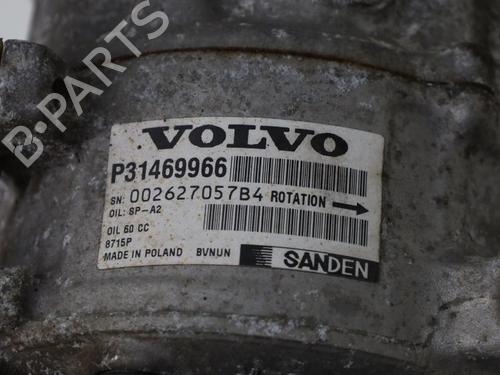 B-PARTS
VOLVO
P31469966
SN: 002627057B4 ROTATION
OIL: SP-A2
OIL 60 CC
8715P
MADE IN POLAND BVNUN SANDEN